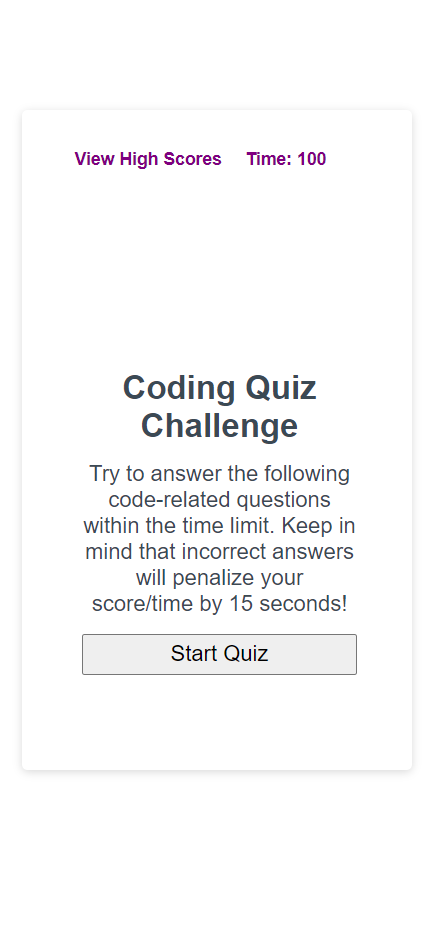 View High Scores Time: 100
Coding Quiz
Challenge
Try to answer the following
code-related questions
within the time limit. Keep in
mind that incorrect answers
will penalize your
score/time by 15 seconds!
Start Quiz